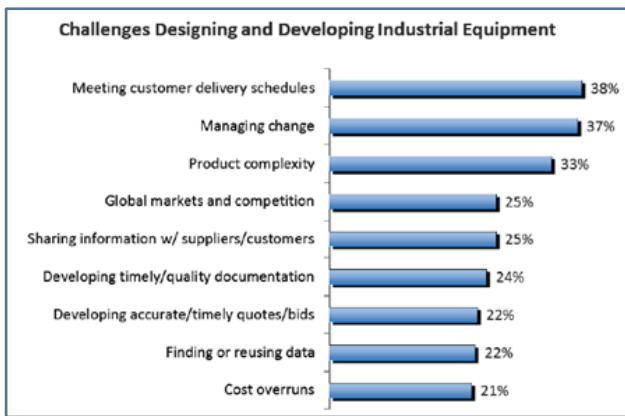 Challenges Designing and Developing Industrial Equipment
Meeting customer delivery schedules 38%
Managing change 37%
Product complexity 33%
Global markets and competition 25%
Sharing information w/ suppliers/customers 25%
Developing timely/quality documentation 24%
Developing accurate/timely quotes/bids 22%
Finding or reusing data 22%
Cost overruns 21%